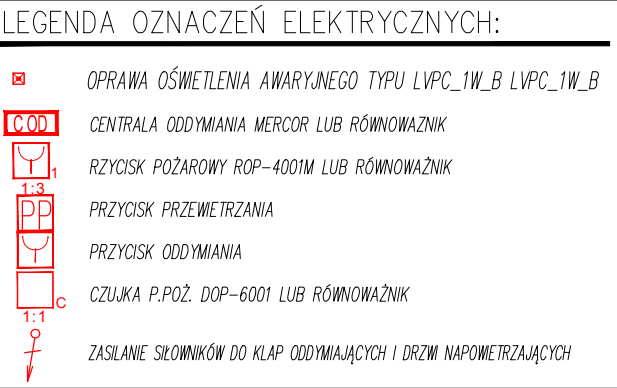 LEGENDA OZNACZEŃ ELEKTRYCZNYCH:
OPRAWA OŚWIETLENIA AWARYJNEGO TYPU LVPC_1W_B LVPC_1W_B
COD CENTRALA ODDYMIANIA MERCOR LUB RÓWNOWAZNIK
1 RZYCISK POŻAROWY ROP-4001M LUB RÓWNOWAŻNIK
1:3
PP PRZYCISK PRZEWIETRZANIA
PRZYCISK ODDYMIANIA
C CZUJKA P.POŻ. DOP-6001 LUB RÓWNOWAŻNIK
1:1
ZASILANIE SIŁOWNIKÓW DO KLAP ODDYMIAJĄCYCH I DRZWI NAPOWIETRZAJĄCYCH